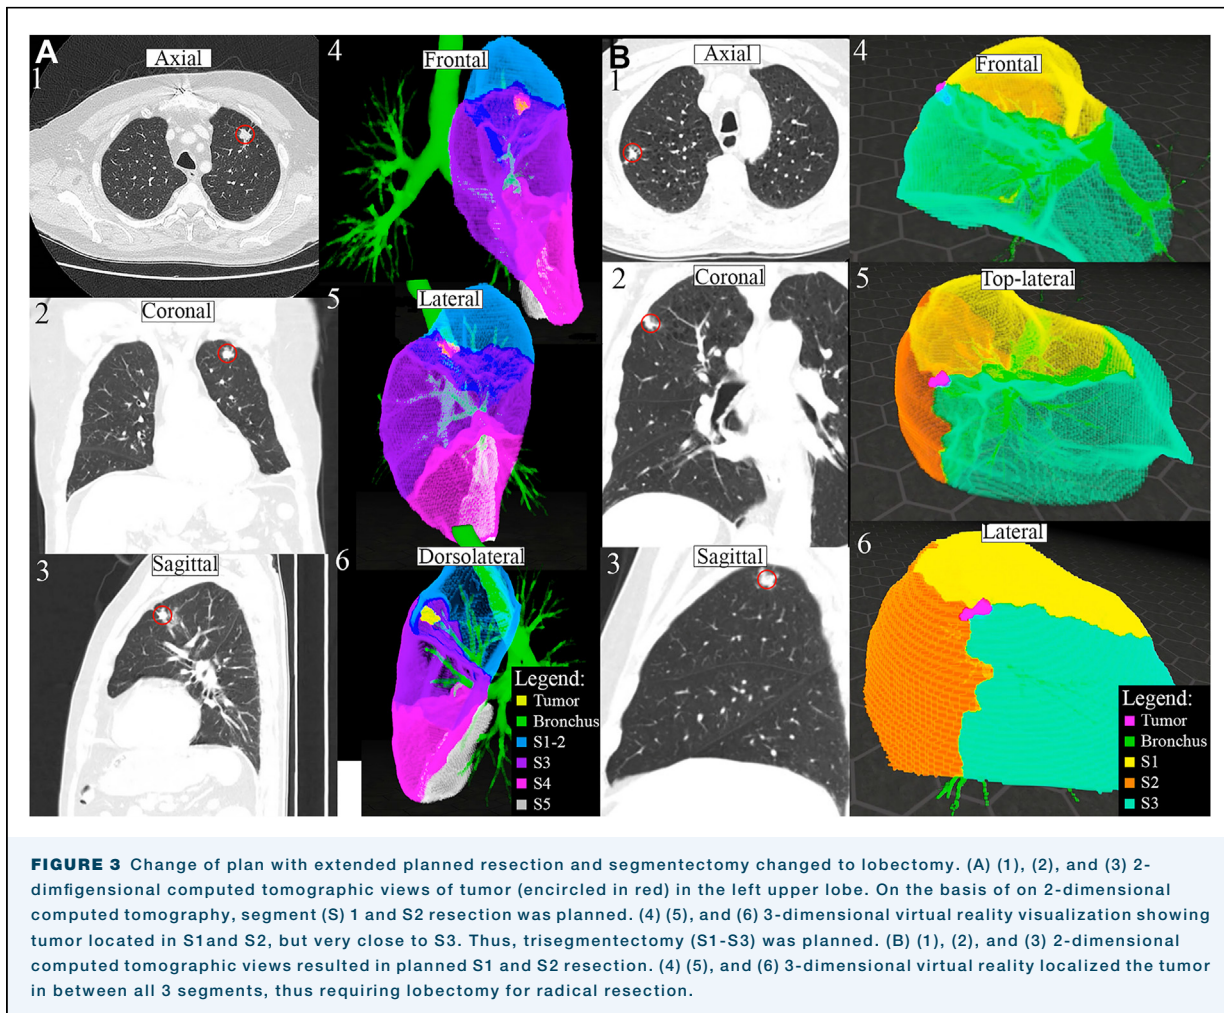 A
1
Axial
2
Coronal
3
Sagittal
4
Frontal
5
Lateral
6
Dorsolateral
Legend:
Tumor
Bronchus
S1-2
S3
S4
S5
B
1
Axial
2
Coronal
3
Sagittal
4
Frontal
5
Top-lateral
6
Lateral
Legend:
Tumor
Bronchus
S1
S2
S3
FIGURE 3 Change of plan with extended planned resection and segmentectomy changed to lobectomy. (A) (1), (2), and (3) 2-
dimfigensional computed tomographic views of tumor (encircled in red) in the left upper lobe. On the basis of on 2-dimensional
computed tomography, segment (S) 1 and S2 resection was planned. (4) (5), and (6) 3-dimensional virtual reality visualization showing
tumor located in S1and S2, but very close to S3. Thus, trisegmentectomy (S1-S3) was planned. (B) (1), (2), and (3) 2-dimensional
computed tomographic views resulted in planned S1 and S2 resection. (4) (5), and (6) 3-dimensional virtual reality localized the tumor
in between all 3 segments, thus requiring lobectomy for radical resection.